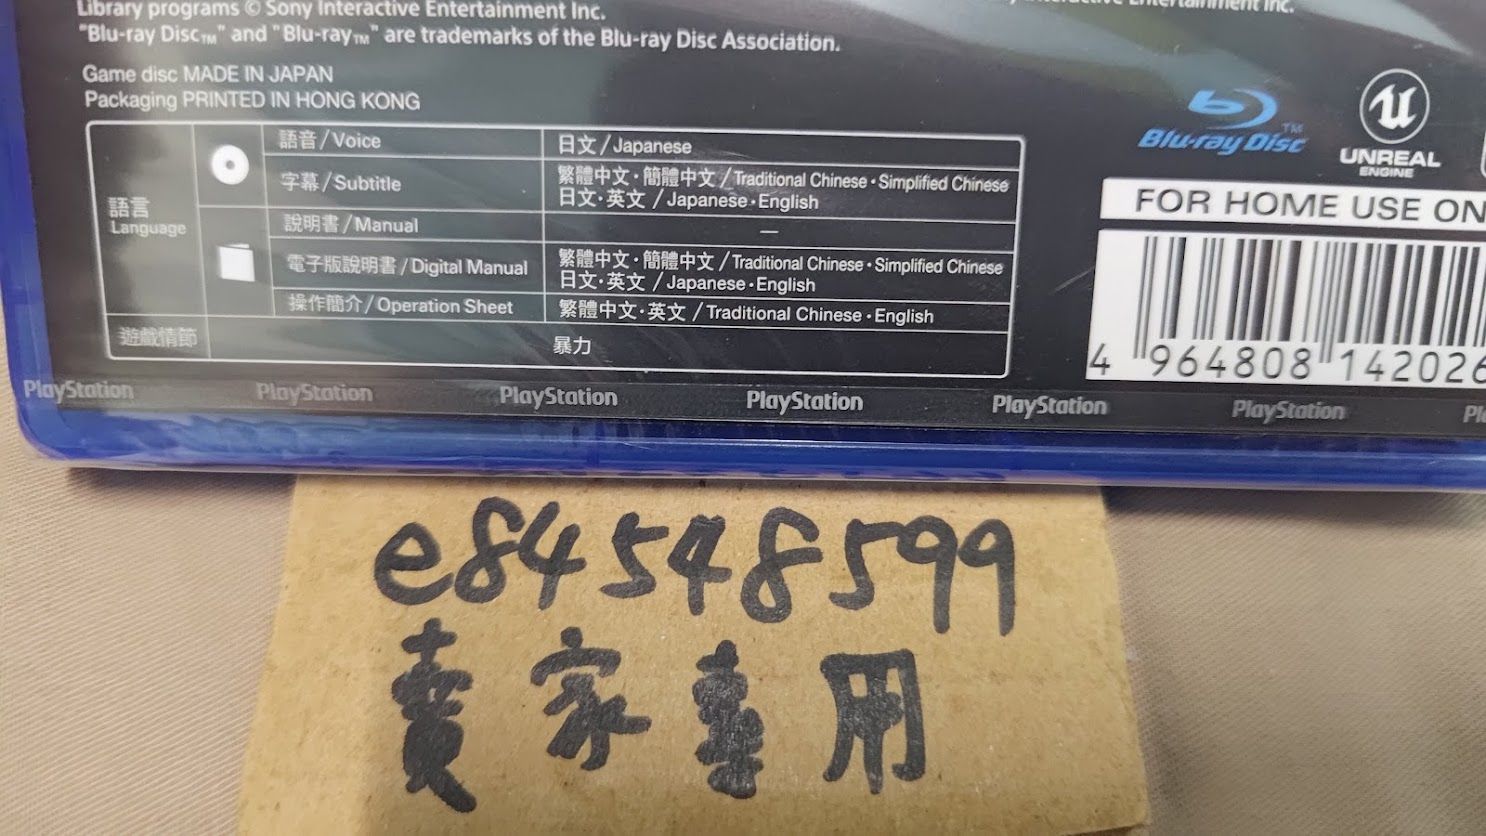 Library programs © Sony Interactive Entertainment Inc.
Interactive Entertainment Inc.
"Blu-ray Disc™" and "Blu-ray™" are trademarks of the Blu-ray Disc Association.
Game disc MADE IN JAPAN
Packaging PRINTED IN HONG KONG
語言
Language
語音/Voice
日文/Japanese
字幕/Subtitle
繁體中文・簡體中文/Traditional Chinese・Simplified Chinese
日文・英文/Japanese・English
說明書/Manual
—
電子版說明書/Digital Manual
繁體中文・簡體中文/Traditional Chinese・Simplified Chinese
日文・英文/Japanese・English
操作簡介/Operation Sheet
繁體中文・英文/Traditional Chinese・English
遊戲情節
暴力
Blu-ray Disc™
UNREAL
ENGINE
FOR HOME USE ON
4 964808 142026
PlayStation PlayStation PlayStation PlayStation PlayStation PlayStation
e84548599
賣家專用